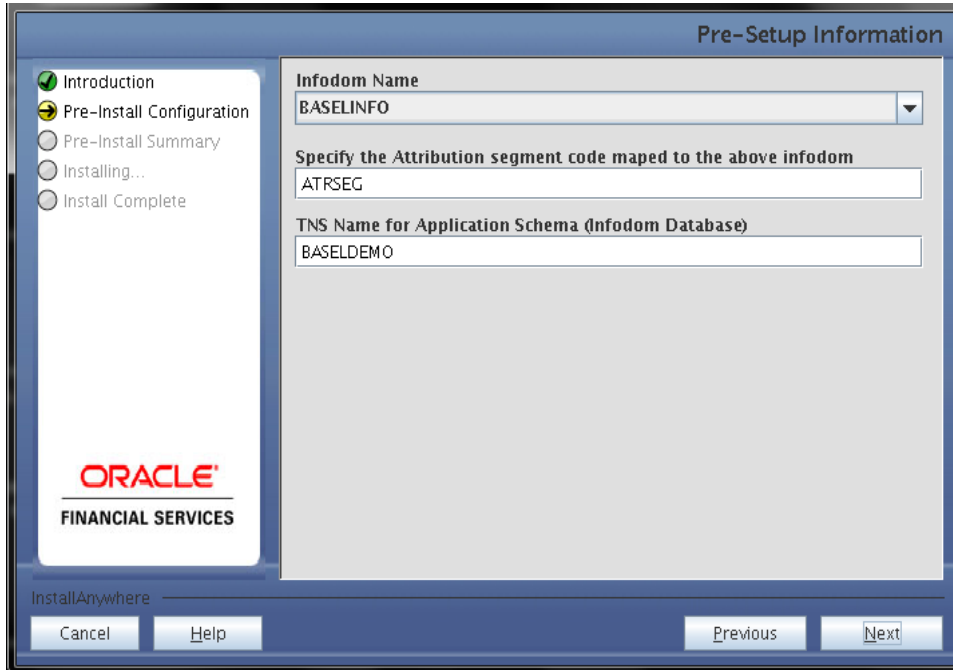 Pre-Setup Information
Introduction
Pre-Install Configuration
Pre-Install Summary
Installing...
Install Complete
ORACLE
FINANCIAL SERVICES
Infodom Name
BASELINFO
Specify the Attribution segment code maped to the above infodom
ATRSEG
TNS Name for Application Schema (Infodom Database)
BASELDEMO
InstallAnywhere
Cancel
Help
Previous
Next